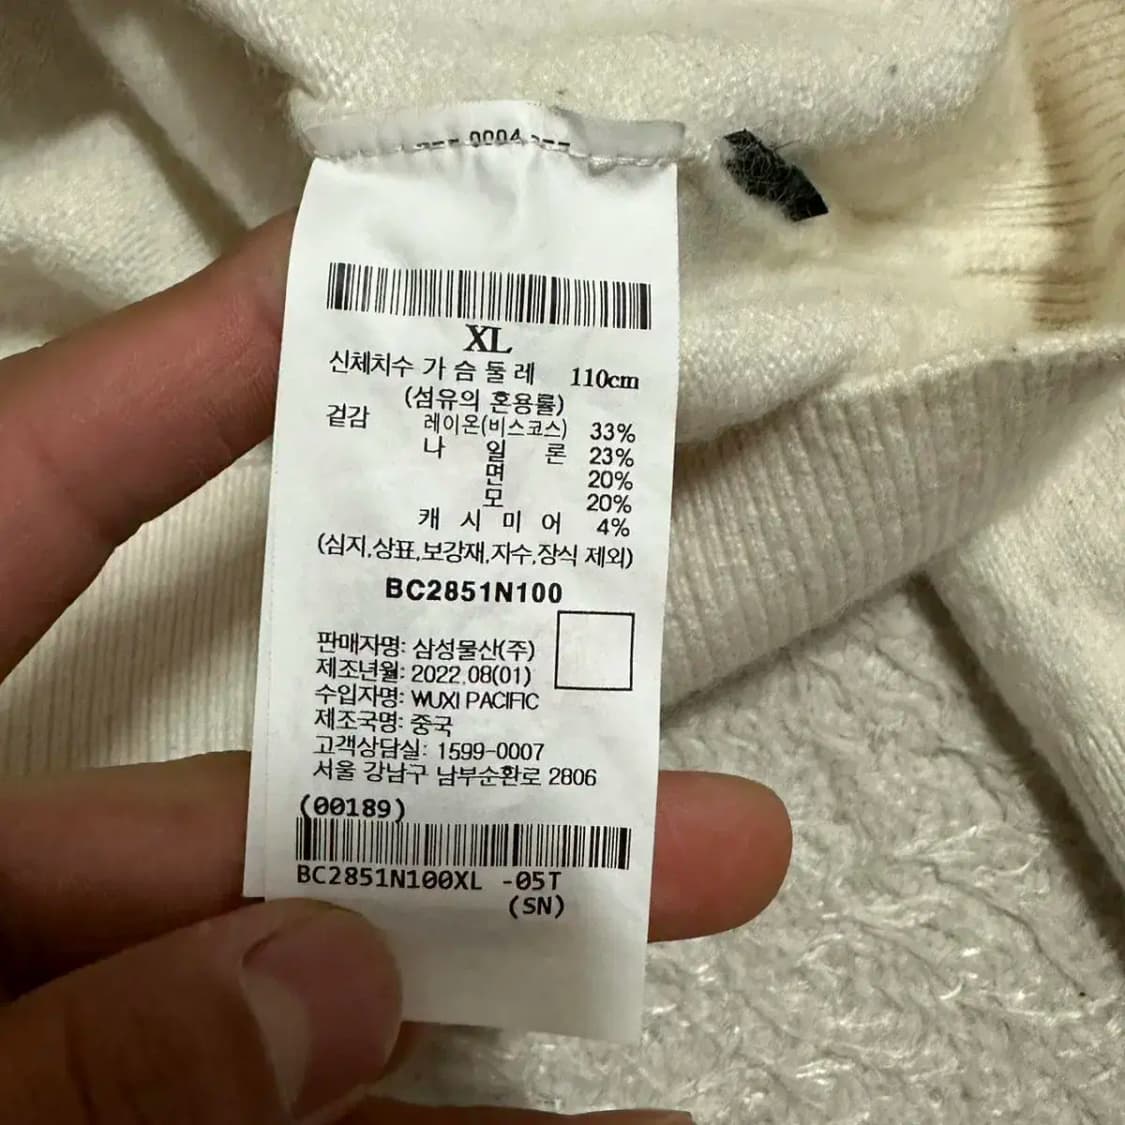 0004
XL
신체치수 가슴둘레 110cm
(섬유의 혼용률)
겉감 레이온(비스코스) 33%
나일론 23%
면 20%
모 20%
캐시미어 4%
(심지,상표,보강재,자수,장식 제외)
BC2851N100
판매자명: 삼성물산(주)
제조년월: 2022.08(01)
수입자명: WUXI PACIFIC
제조국명: 중국
고객상담실: 1599-0007
서울 강남구 남부순환로 2806
(00189)
BC2851N100XL -05T
(SN)